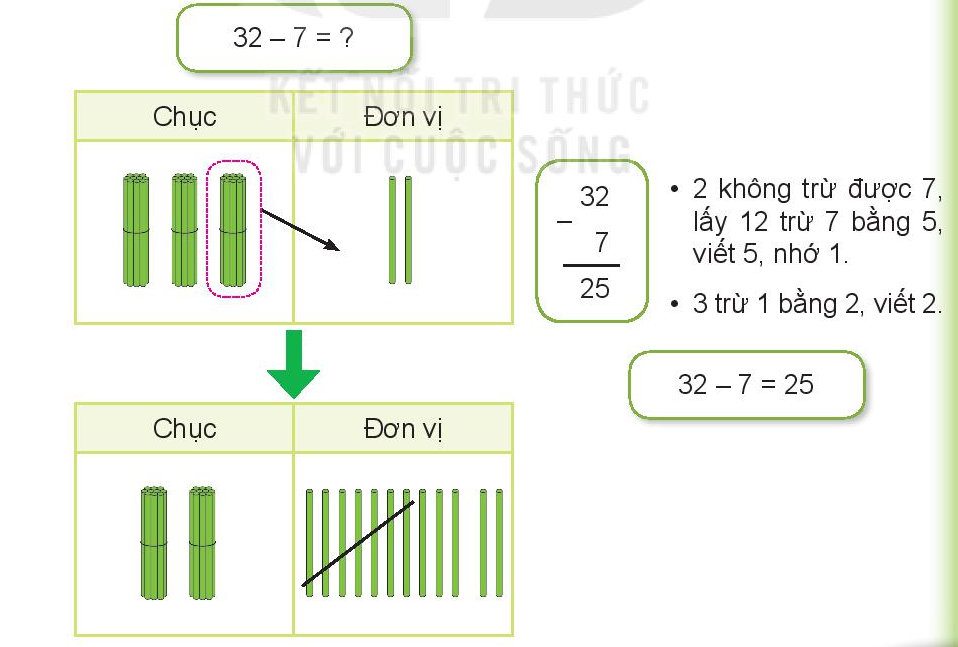 32 – 7 = ?
KẾT NỐI TRI THỨC
VỚI CUỘC SỐNG
Chục Đơn vị
32
–
7
25
• 2 không trừ được 7,
lấy 12 trừ 7 bằng 5,
viết 5, nhớ 1.
• 3 trừ 1 bằng 2, viết 2.
32 – 7 = 25
Chục Đơn vị